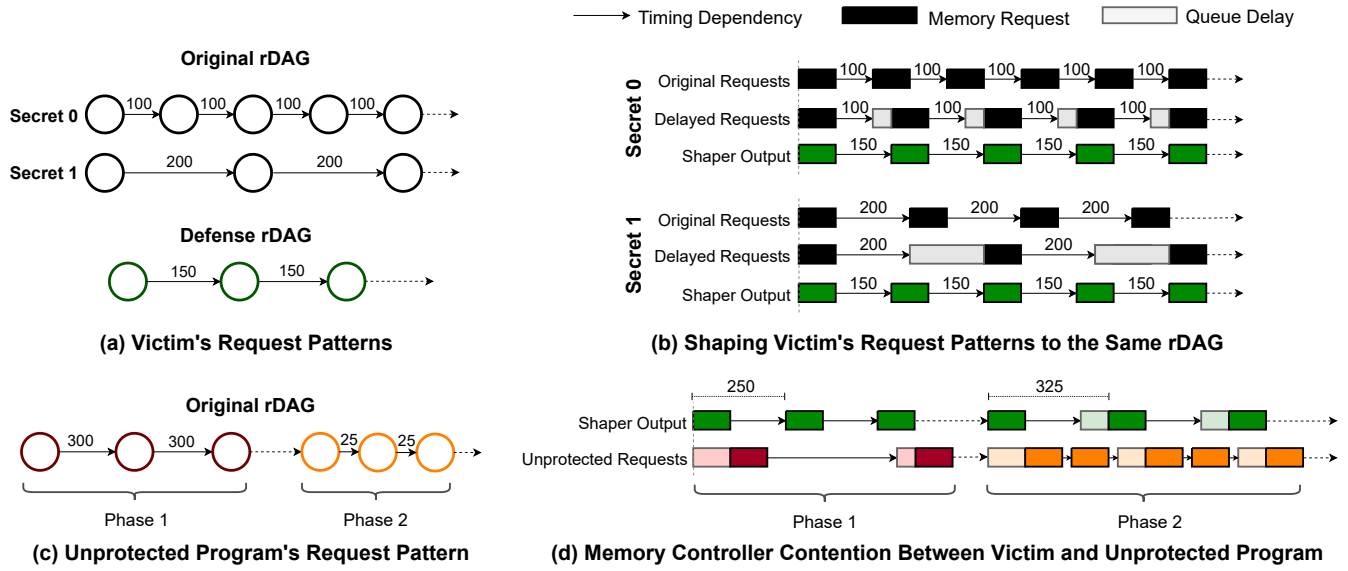 Timing Dependency Memory Request Queue Delay
Original rDAG
Secret 0 100 100 100 100
Secret 1 200 200
Defense rDAG
150 150
(a) Victim's Request Patterns
Secret 0
100 100 100 100 100
Original Requests
100 100 100 100
Delayed Requests
150 150 150 150
Shaper Output
Secret 1
200 200 200
Original Requests
200 200
Delayed Requests
150 150 150 150
Shaper Output
(b) Shaping Victim's Request Patterns to the Same rDAG
Original rDAG
300 300 25 25
Phase 1 Phase 2
(c) Unprotected Program's Request Pattern
250 325
Shaper Output
Unprotected Requests
Phase 1 Phase 2
(d) Memory Controller Contention Between Victim and Unprotected Program